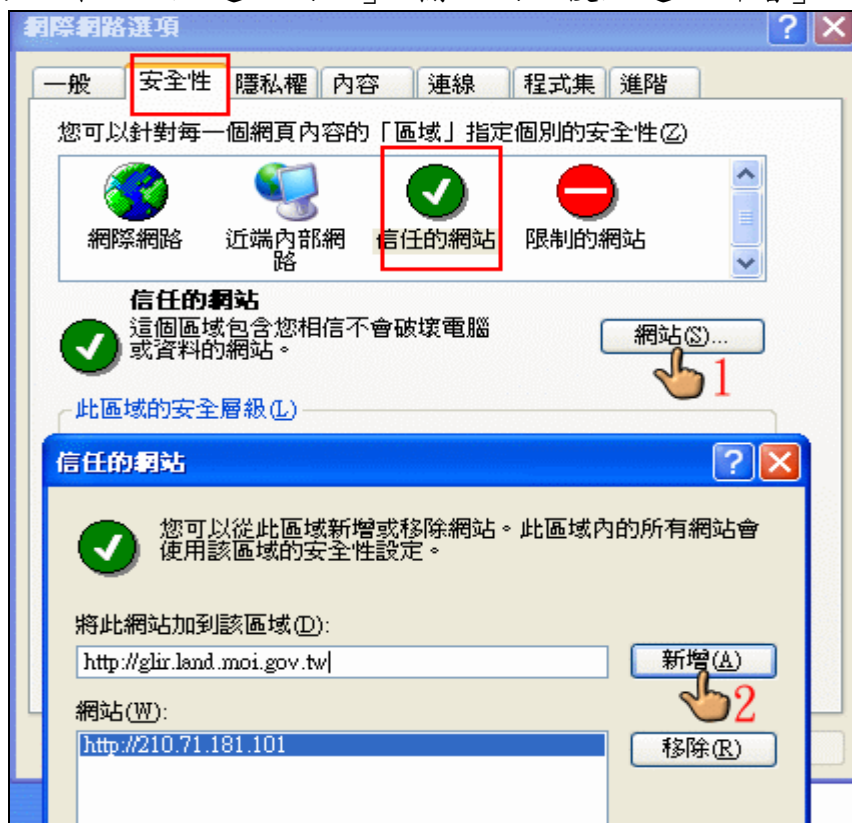 網際網路選項
一般 安全性 隱私權 內容 連線 程式集 進階
您可以針對每一個網頁內容的「區域」指定個別的安全性(Z)
網際網路 近端內部網路 信任的網站 限制的網站
信任的網站
這個區域包含您相信不會破壞電腦
或資料的網站。
網站(S)...
1
此區域的安全層級(L)
信任的網站
您可以從此區域新增或移除網站。此區域內的所有網站會
使用該區域的安全性設定。
將此網站加到該區域(D):
http://glir.land.moi.gov.tw
新增(A)
2
網站(W):
http://210.71.181.101
移除(R)